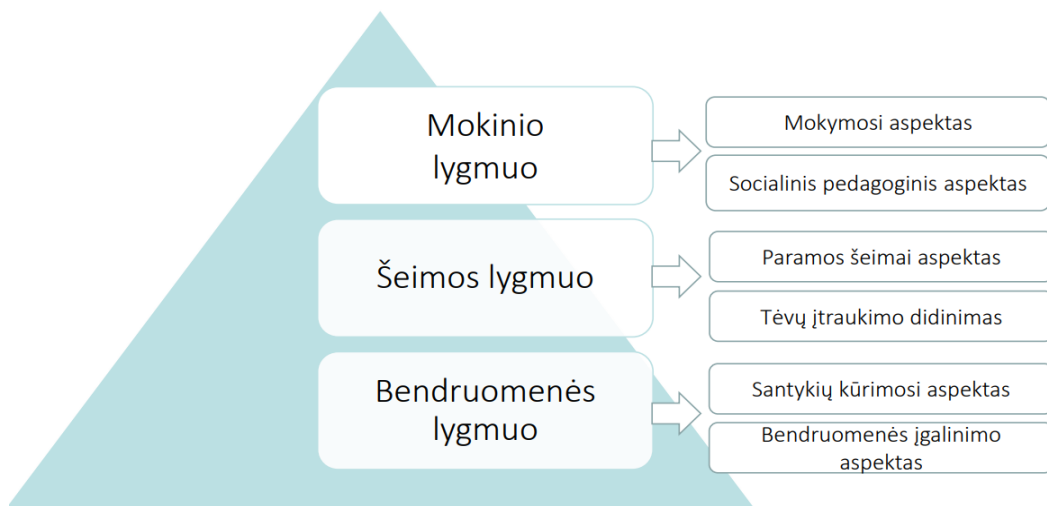 Mokinio
lygmuo
Mokymosi aspektas
Socialinis pedagoginis aspektas
Šeimos lygmuo
Paramos šeimai aspektas
Tėvų įtraukimo didinimas
Bendruomenės
lygmuo
Santykių kūrimosi aspektas
Bendruomenės įgalinimo
aspektas